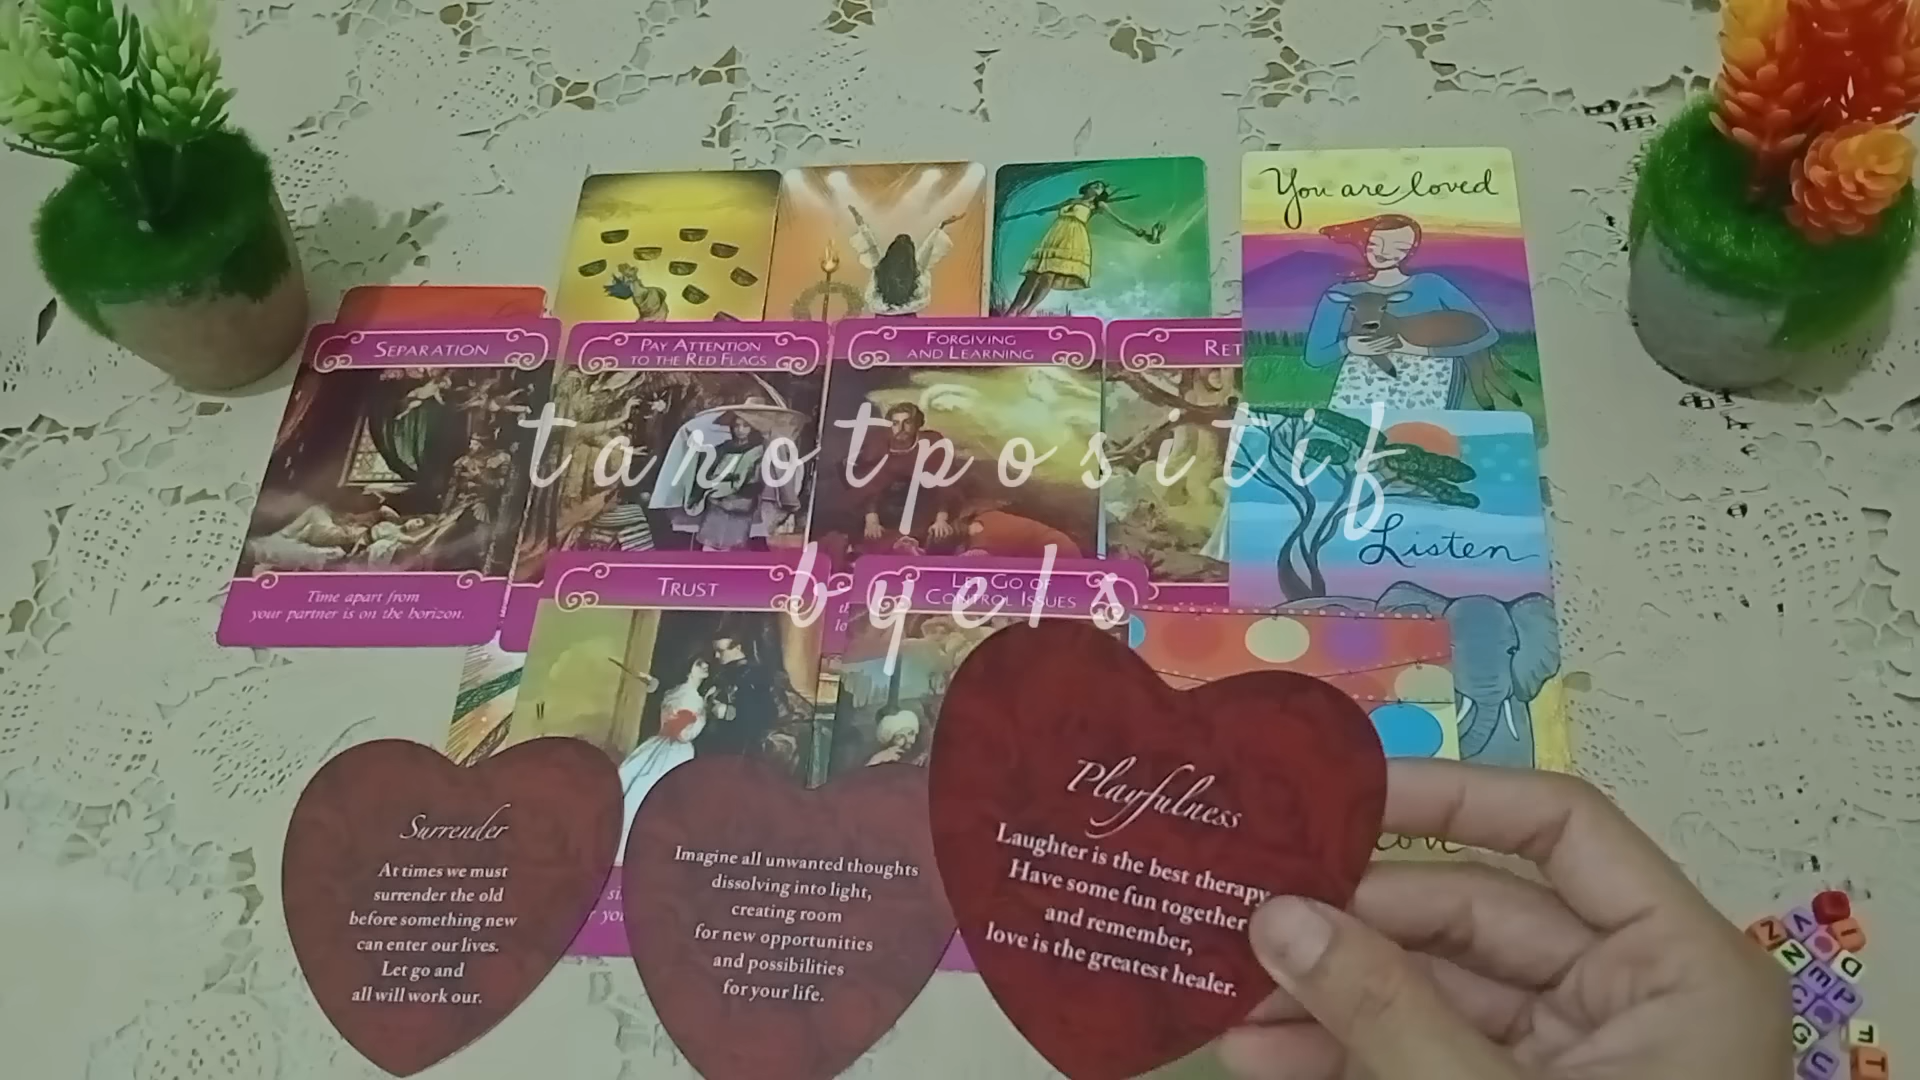 You are loved
SEPARATION
PAY ATTENTION
TO THE RED FLAGS
FORGIVING
AND LEARNING
RET
tarotpositif
byels
Listen
Time apart from
your partner is on the horizon.
TRUST
LET GO OF
CONTROL ISSUES
Surrender
At times we must
surrender the old
before something new
can enter our lives.
Let go and
all will work our.
Imagine all unwanted thoughts
dissolving into light,
creating room
for new opportunities
and possibilities
for your life.
Playfulness
Laughter is the best therapy
Have some fun together
and remember,
love is the greatest healer.